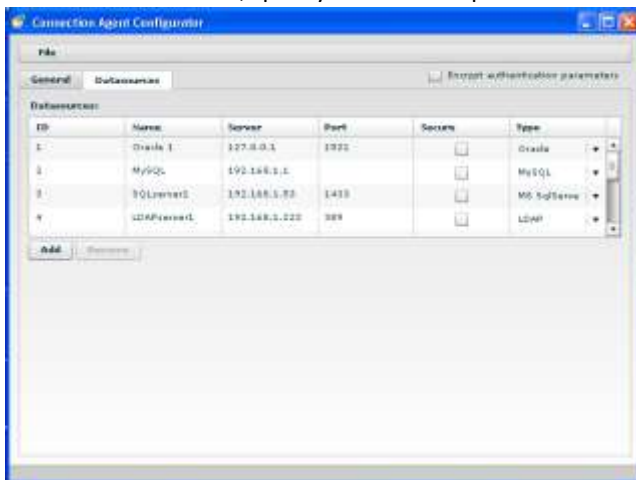 Connection Agent Configurator
File
General Datasources Encrypt authentication parameters
Datasources:
ID Name Server Port Secure Type
1 Oracle 1 127.0.0.1 1521 Oracle
2 MySQL 192.168.1.1 MySQL
3 SQLserver1 192.168.1.53 1433 MS SqlServe
4 LDAPserver1 192.168.1.222 389 LDAP
Add Remove